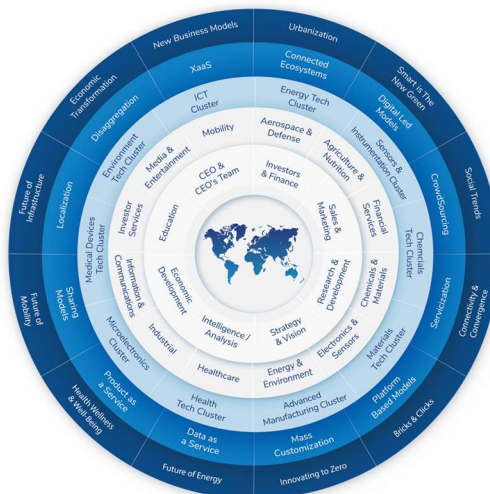 New Business Models
Urbanization
Smart is The
New Green
Social Trends
Connectivity &
Convergence
Bricks & Clicks
Innovating to Zero
Future of Energy
Health Wellness
& Well-Being
Future of
Mobility
Future of
Infrastructure
Economic
Transformation
XaaS
Connected
Ecosystems
Digital Led
Models
CrowdSourcing
Servicization
Platform
Based Models
Mass
Customization
Data as
a Service
Product as
a Service
Sharing
Models
Localization
Disaggregation
ICT
Cluster
Energy Tech
Cluster
Sensors &
Instrumentation Cluster
Chemcials
Tech Cluster
Materials
Tech Cluster
Advanced
Manufacturing Cluster
Health
Tech Cluster
Microelectronics
Cluster
Medical Devices
Tech Cluster
Environment
Tech Cluster
Mobility
Aerospace &
Defense
Agriculture &
Nutrition
Financial
Services
Chemicals &
Materials
Electronics &
Sensors
Energy &
Environment
Healthcare
Industrial
Information &
Communications
Investor
Services
Media &
Entertainment
CEO &
CEO's Team
Investors
& Finance
Sales &
Marketing
Research &
Development
Strategy
& Vision
Intelligence /
Analysis
Economic
Development
Education